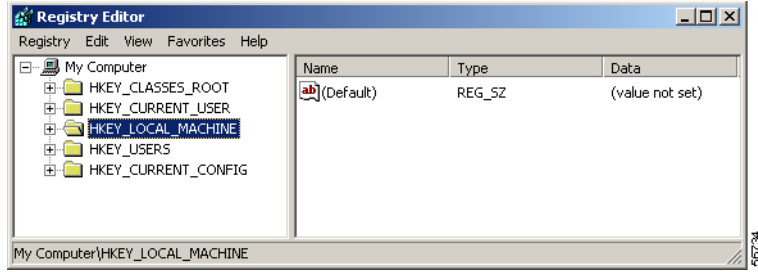 Registry Editor
Registry Edit View Favorites Help
My Computer
HKEY_CLASSES_ROOT
HKEY_CURRENT_USER
HKEY_LOCAL_MACHINE
HKEY_USERS
HKEY_CURRENT_CONFIG
Name Type Data
ab (Default) REG_SZ (value not set)
My Computer\HKEY_LOCAL_MACHINE
56734